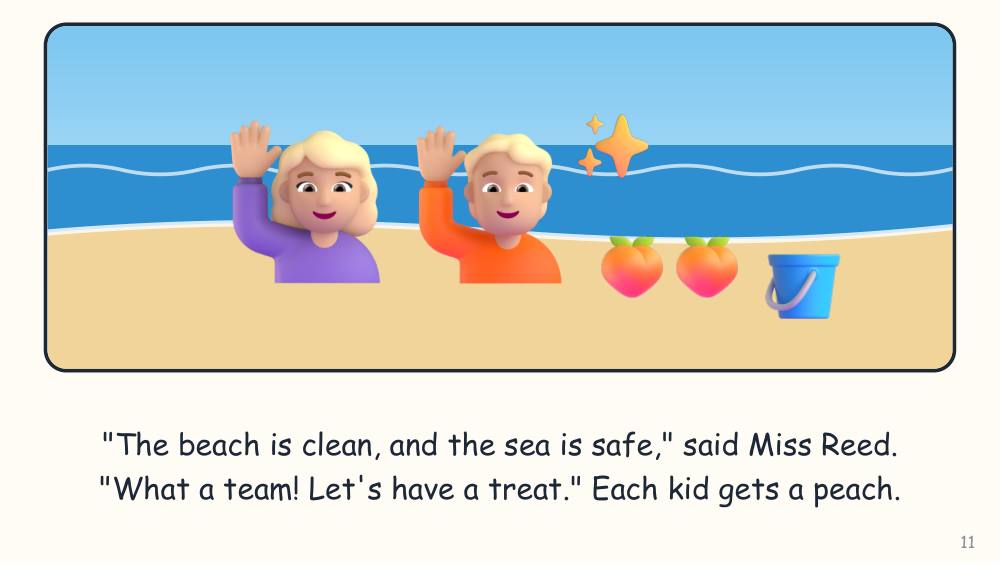 "The beach is clean, and the sea is safe," said Miss Reed.
"What a team! Let's have a treat." Each kid gets a peach.
11